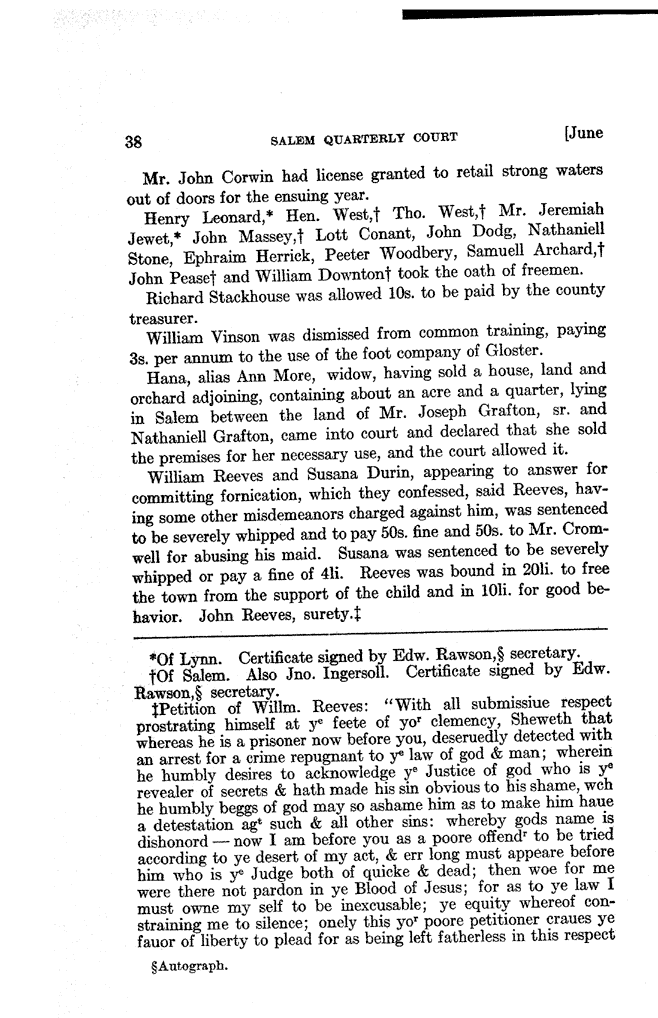 38 SALEM QUARTERLY COURT [June
Mr. John Corwin had license granted to retail strong waters
out of doors for the ensuing year.
Henry Leonard,* Hen. West,† Tho. West,† Mr. Jeremiah
Jewet,* John Massey,† Lott Conant, John Dodg, Nathaniell
Stone, Ephraim Herrick, Peeter Woodbery, Samuell Archard,†
John Pease† and William Downton† took the oath of freemen.
Richard Stackhouse was allowed 10s. to be paid by the county
treasurer.
William Vinson was dismissed from common training, paying
3s. per annum to the use of the foot company of Gloster.
Hana, alias Ann More, widow, having sold a house, land and
orchard adjoining, containing about an acre and a quarter, lying
in Salem between the land of Mr. Joseph Grafton, sr. and
Nathaniell Grafton, came into court and declared that she sold
the premises for her necessary use, and the court allowed it.
William Reeves and Susana Durin, appearing to answer for
committing fornication, which they confessed, said Reeves, hav-
ing some other misdemeanors charged against him, was sentenced
to be severely whipped and to pay 50s. fine and 50s. to Mr. Crom-
well for abusing his maid. Susana was sentenced to be severely
whipped or pay a fine of 4li. Reeves was bound in 20li. to free
the town from the support of the child and in 10li. for good be-
havior. John Reeves, surety.‡
*Of Lynn. Certificate signed by Edw. Rawson,§ secretary.
†Of Salem. Also Jno. Ingersoll. Certificate signed by Edw.
Rawson,§ secretary.
‡Petition of Willm. Reeves: "With all submissiue respect
prostrating himself at yᵉ feete of yoʳ clemency, Sheweth that
whereas he is a prisoner now before you, deseruedly detected with
an arrest for a crime repugnant to yᵉ law of god & man; wherein
he humbly desires to acknowledge yᵉ Justice of god who is yᵉ
revealer of secrets & hath made his sin obvious to his shame, wch
he humbly beggs of god may so ashame him as to make him haue
a detestation agᵗ such & all other sins: whereby gods name is
dishonord — now I am before you as a poore offendʳ to be tried
according to ye desert of my act, & err long must appeare before
him who is yᵉ Judge both of quicke & dead; then woe for me
were there not pardon in ye Blood of Jesus; for as to ye law I
must owne my self to be inexcusable; ye equity whereof con-
straining me to silence; onely this yoʳ poore petitioner craues ye
fauor of liberty to plead for as being left fatherless in this respect
§Autograph.